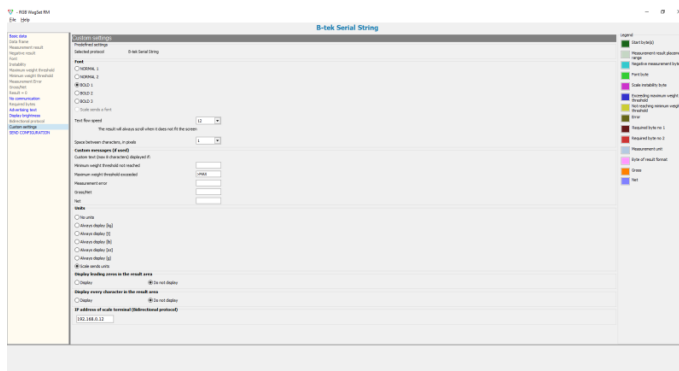 File Help
B-tek Serial String
Basic data
Data frame
Measurement result
Negative result
Font
Instability
Maximum weight threshold
Minimum weight threshold
Measurement Error
Gross/Net
Result = 0
No communication
Required bytes
Advertising text
Display brightness
Bidirectional protocol
Custom settings
SEND CONFIGURATION
Custom settings
Predefined settings
Selected protocol B-tek Serial String
Font
NORMAL 1
NORMAL 2
BOLD 1
BOLD 2
BOLD 3
Scale sends a font
Text flow speed 12
The result will always scroll when it does not fit the screen
Space between characters, in pixels 1
Custom messages (if used)
Custom text (max 6 characters) displayed if:
Minimum weight threshold not reached
Maximum weight threshold exceeded
Measurement error
Gross/Net
Net
Units
No units
Always display [kg]
Always display [t]
Always display [lb]
Always display [oz]
Always display [g]
Scale sends units
Display leading zeros in the result area
Display Do not display
Display every character in the result area
Display Do not display
IP address of scale terminal (Bidirectional protocol)
192.168.0.12
Legend
Start byte(s)
Measurement result
range
Negative measurement
Font byte
Scale instability byte
Exceeding maximum weight
threshold
Not reaching minimum
threshold
Error
Required byte no 1
Required byte no 2
Measurement unit
Byte of result format
Gross
Net